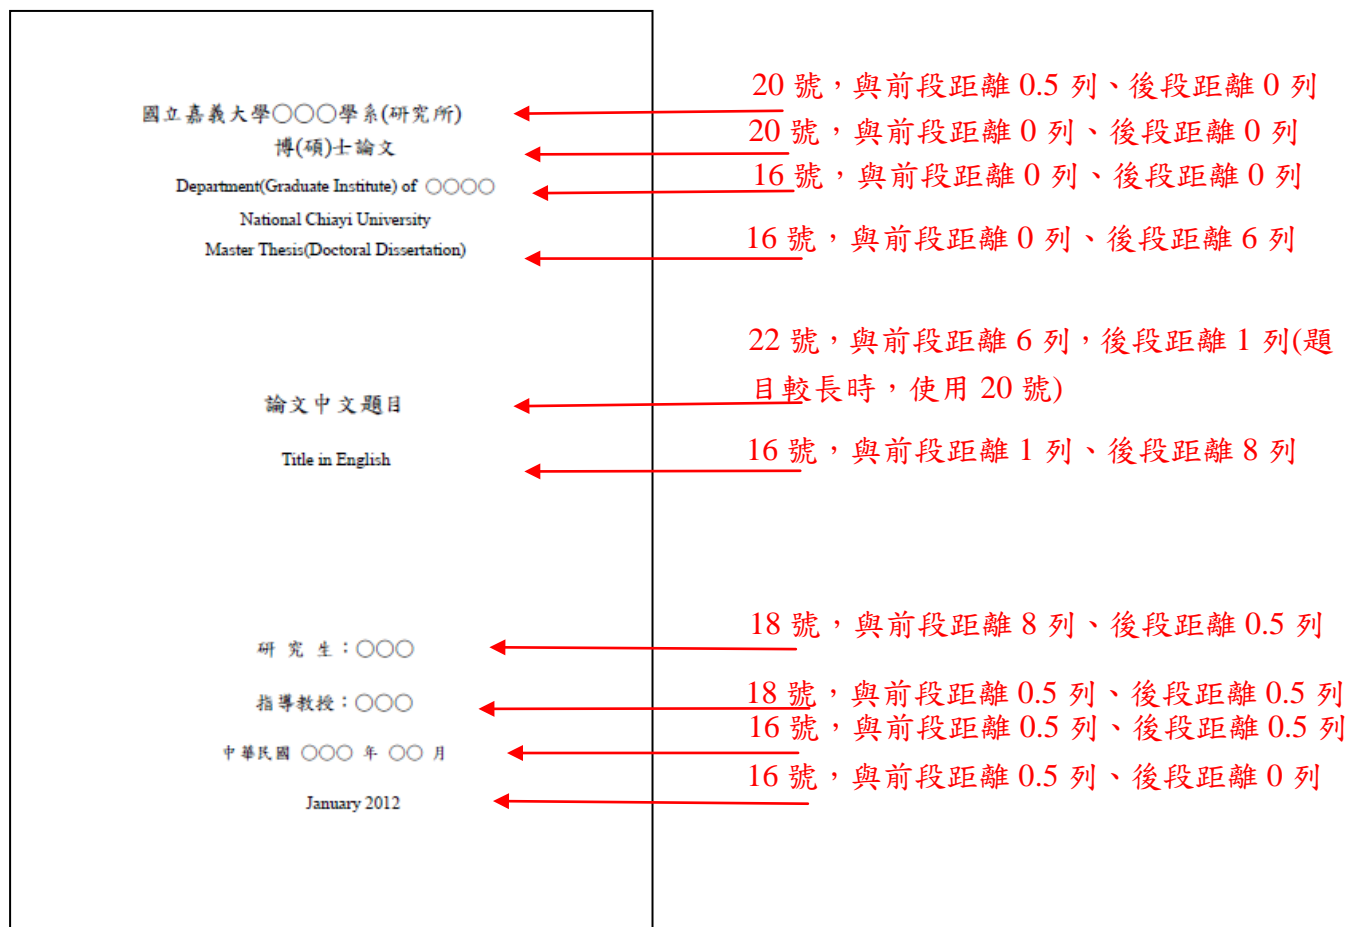 國立嘉義大學○○○學系(研究所)
博(碩)士論文
Department(Graduate Institute) of ○○○○
National Chiayi University
Master Thesis(Doctoral Dissertation)
論文中文題目
Title in English
研 究 生：○○○
指導教授：○○○
中華民國 ○○○ 年 ○○ 月
January 2012
20 號，與前段距離 0.5 列、後段距離 0 列
20 號，與前段距離 0 列、後段距離 0 列
16 號，與前段距離 0 列、後段距離 0 列
16 號，與前段距離 0 列、後段距離 6 列
22 號，與前段距離 6 列，後段距離 1 列(題
目較長時，使用 20 號)
16 號，與前段距離 1 列、後段距離 8 列
18 號，與前段距離 8 列、後段距離 0.5 列
18 號，與前段距離 0.5 列、後段距離 0.5 列
16 號，與前段距離 0.5 列、後段距離 0.5 列
16 號，與前段距離 0.5 列、後段距離 0 列